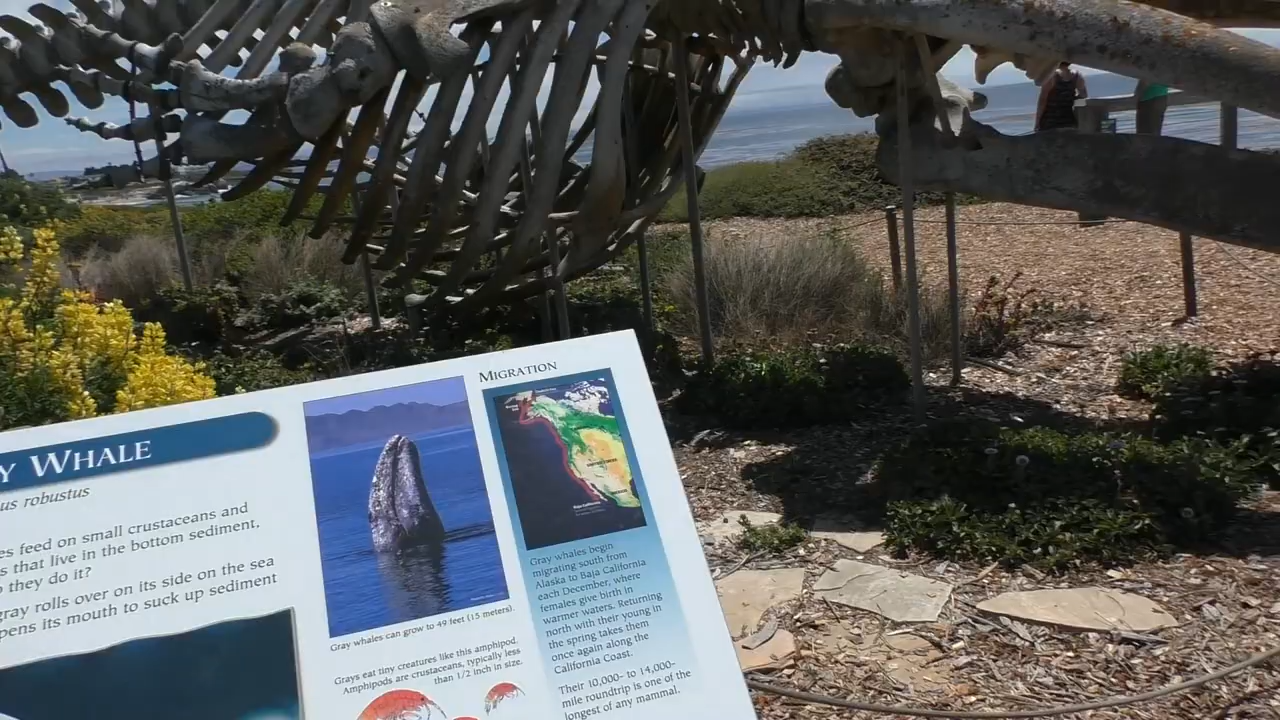 Y WHALE
us robustus
es feed on small crustaceans and
s that live in the bottom sediment,
they do it?
gray rolls over on its side on the sea
pens its mouth to suck up sediment
Gray whales can grow to 49 feet (15 meters).
Grays eat tiny creatures like this amphipod.
Amphipods are crustaceans, typically less
than 1/2 inch in size.
MIGRATION
Gray whales begin
migrating south from
Alaska to Baja California
each December, where
females give birth in
warmer waters. Returning
north with their young in
the spring takes them
once again along the
California Coast.
Their 10,000- to 14,000-
mile roundtrip is one of the
longest of any mammal.